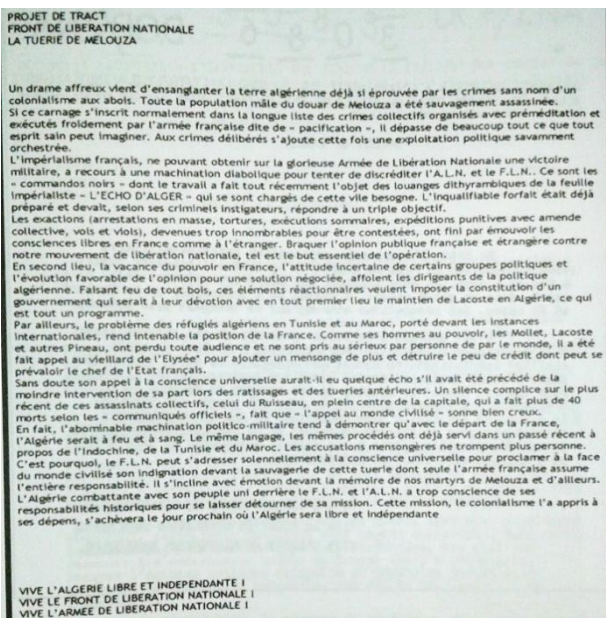 PROJET DE TRACT
FRONT DE LIBERATION NATIONALE
LA TUERIE DE MELOUZA
Un drame affreux vient d'ensanglanter la terre algérienne déjà si éprouvée par les crimes sans nom d'un
colonialisme aux abois. Toute la population mâle du douar de Melouza a été sauvagement assassinée.
Si ce carnage s'inscrit normalement dans la longue liste des crimes collectifs organisés avec préméditation et
exécutés froidement par l'armée française dite de « pacification », il dépasse de beaucoup tout ce que tout
esprit sain peut imaginer. Aux crimes délibérés s'ajoute cette fois une exploitation politique savamment
orchestrée.
L'impérialisme français, ne pouvant obtenir sur la glorieuse Armée de Libération Nationale une victoire
militaire, a recours à une machination diabolique pour tenter de discréditer l'A.L.N. et le F.L.N.. Ce sont les
« commandos noirs » dont le travail a fait tout récemment l'objet des louanges dithyrambiques de la feuille
impérialiste « L'ECHO D'ALGER » qui se sont chargés de cette vile besogne. L'inqualifiable forfait était déjà
préparé et devait, selon ses criminels instigateurs, répondre à un triple objectif.
Les exactions (arrestations en masse, tortures, exécutions sommaires, expéditions punitives avec amende
collective, vols et viols), devenues trop innombrables pour être contestées, ont fini par émouvoir les
consciences libres en France comme à l'étranger. Braquer l'opinion publique française et étrangère contre
notre mouvement de libération nationale, tel est le but essentiel de l'opération.
En second lieu, la vacance du pouvoir en France, l'attitude incertaine de certains groupes politiques et
l'évolution favorable de l'opinion pour une solution négociée, affolent les dirigeants de la politique
algérienne. Faisant feu de tout bois, ces éléments réactionnaires veulent imposer la constitution d'un
gouvernement qui serait à leur dévotion avec en tout premier lieu le maintien de Lacoste en Algérie, ce qui
est tout un programme.
Par ailleurs, le problème des réfugiés algériens en Tunisie et au Maroc, porté devant les instances
internationales, rend intenable la position de la France. Comme ses hommes au pouvoir, les Mollet, Lacoste
et autres Pineau, ont perdu toute audience et ne sont pris au sérieux par personne de par le monde, il a été
fait appel au vieillard de l'Elysée* pour ajouter un mensonge de plus et détruire le peu de crédit dont peut se
prévaloir le chef de l'Etat français.
Sans doute son appel à la conscience universelle aurait-il eu quelque écho s'il avait été précédé de la
moindre intervention de sa part lors des ratissages et des tueries antérieures. Un silence complice sur le plus
récent de ces assassinats collectifs, celui du Ruisseau, en plein centre de la capitale, qui a fait plus de 40
morts selon les « communiqués officiels », fait que « l'appel au monde civilisé » sonne bien creux.
En fait, l'abominable machination politico-militaire tend à démontrer qu'avec le départ de la France,
l'Algérie serait à feu et à sang. Le même langage, les mêmes procédés ont déjà servi dans un passé récent à
propos de l'Indochine, de la Tunisie et du Maroc. Les accusations mensongères ne trompent plus personne.
C'est pourquoi, le F.L.N. peut s'adresser solennellement à la conscience universelle pour proclamer à la face
du monde civilisé son indignation devant la sauvagerie de cette tuerie dont seule l'armée française assume
l'entière responsabilité. Il s'incline avec émotion devant la mémoire de nos martyrs de Melouza et d'ailleurs.
L'Algérie combattante avec son peuple uni derrière le F.L.N. et l'A.L.N. a trop conscience de ses
responsabilités historiques pour se laisser détourner de sa mission. Cette mission, le colonialisme l'a appris à
ses dépens, s'achèvera le jour prochain où l'Algérie sera libre et indépendante
VIVE L'ALGERIE LIBRE ET INDEPENDANTE !
VIVE LE FRONT DE LIBERATION NATIONALE !
VIVE L'ARMEE DE LIBERATION NATIONALE !